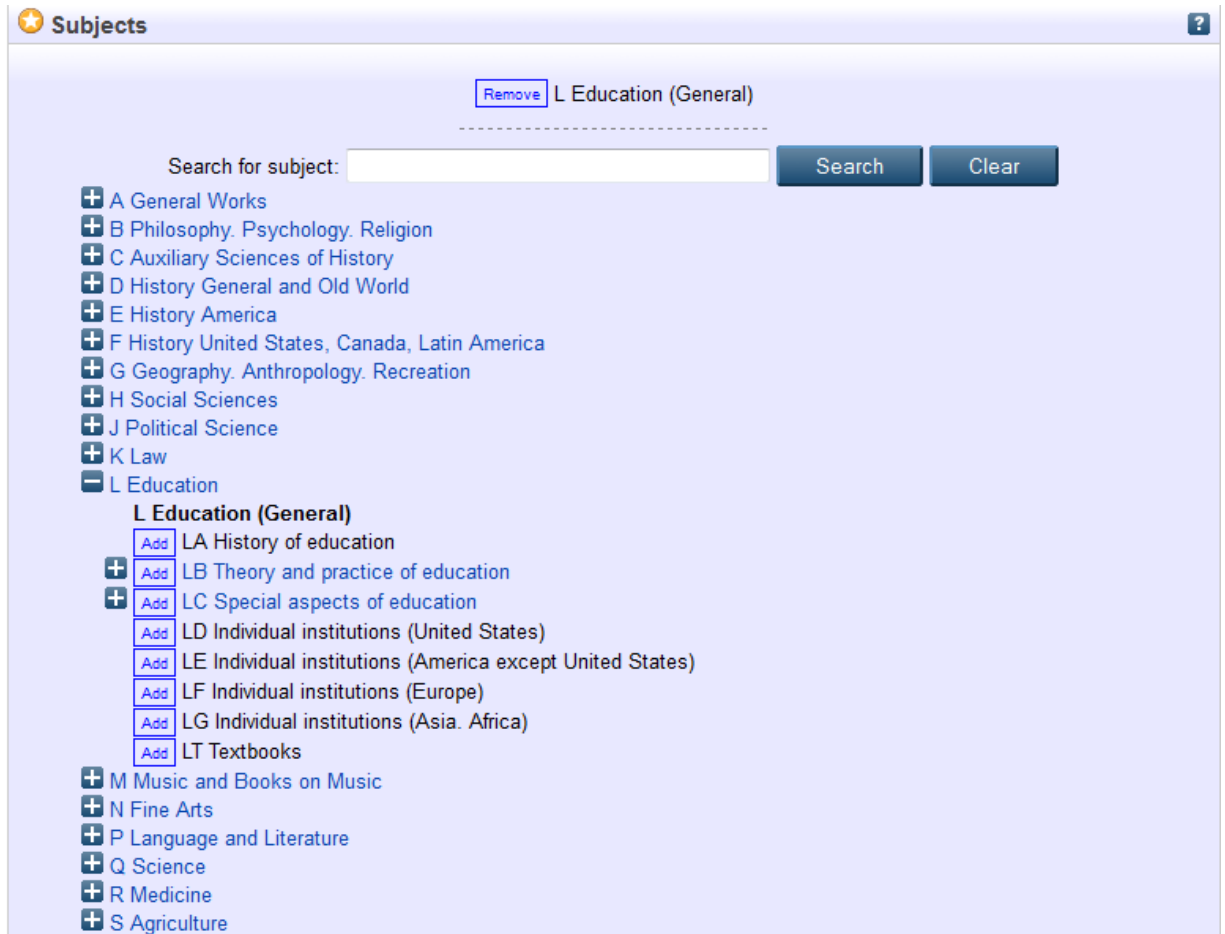 Subjects ?
Remove L Education (General)
Search for subject: Search Clear
A General Works
B Philosophy. Psychology. Religion
C Auxiliary Sciences of History
D History General and Old World
E History America
F History United States, Canada, Latin America
G Geography. Anthropology. Recreation
H Social Sciences
J Political Science
K Law
L Education
L Education (General)
Add LA History of education
Add LB Theory and practice of education
Add LC Special aspects of education
Add LD Individual institutions (United States)
Add LE Individual institutions (America except United States)
Add LF Individual institutions (Europe)
Add LG Individual institutions (Asia. Africa)
Add LT Textbooks
M Music and Books on Music
N Fine Arts
P Language and Literature
Q Science
R Medicine
S Agriculture